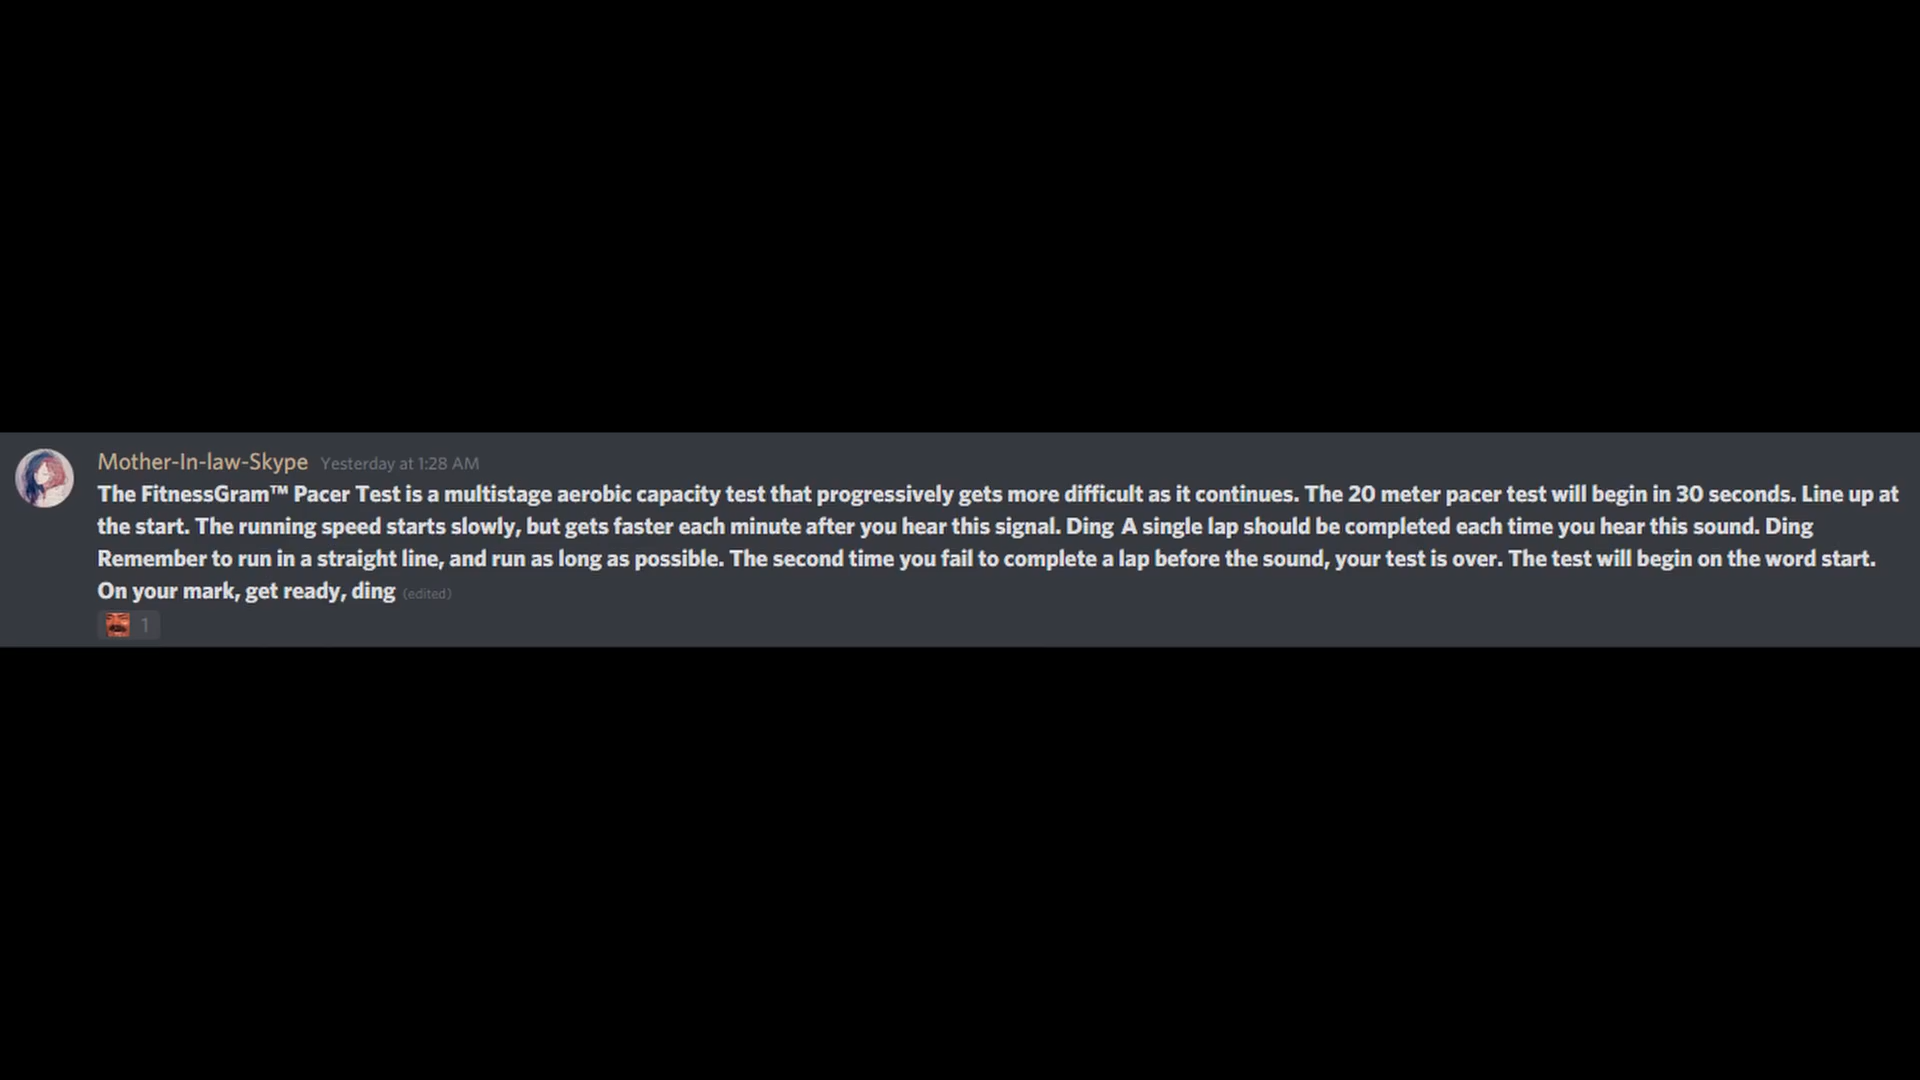 Mother-In-law-Skype Yesterday at 1:28 AM
The FitnessGram™ Pacer Test is a multistage aerobic capacity test that progressively gets more difficult as it continues. The 20 meter pacer test will begin in 30 seconds. Line up at
the start. The running speed starts slowly, but gets faster each minute after you hear this signal. Ding A single lap should be completed each time you hear this sound. Ding
Remember to run in a straight line, and run as long as possible. The second time you fail to complete a lap before the sound, your test is over. The test will begin on the word start.
On your mark, get ready, ding (edited)
1